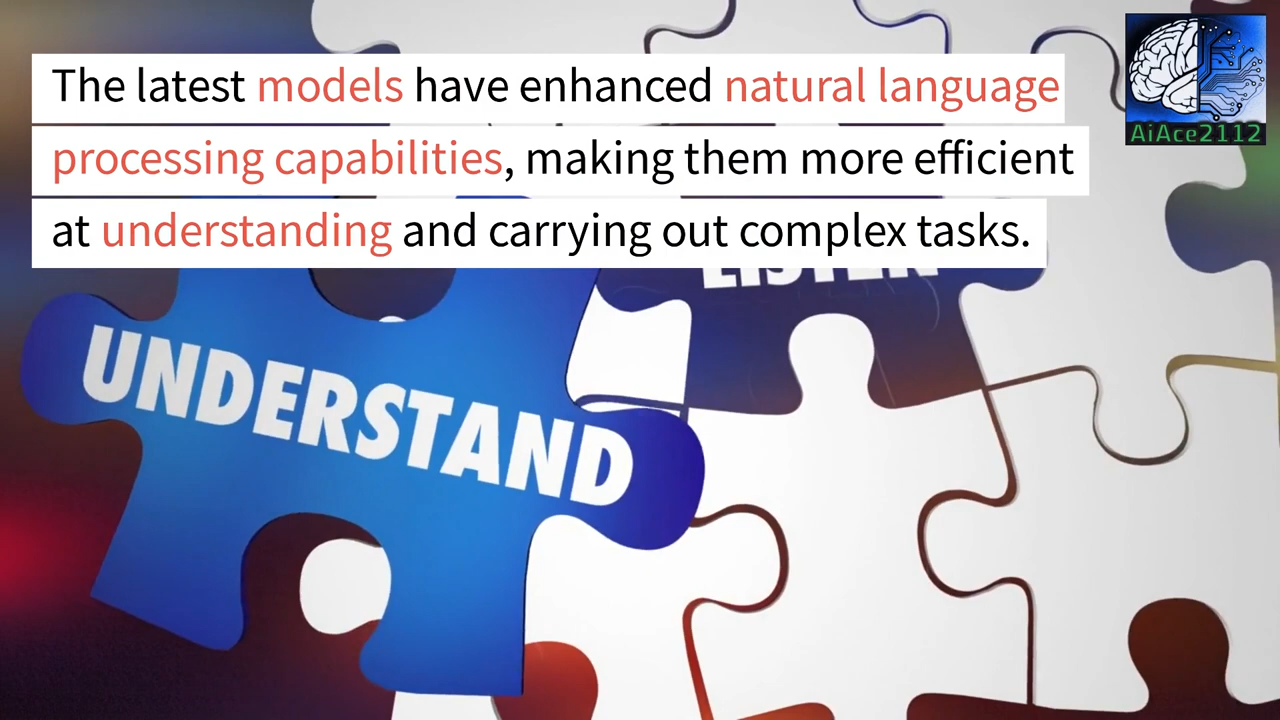 The latest models have enhanced natural language
processing capabilities, making them more efficient
at understanding and carrying out complex tasks.
AiAce2112
LISTEN
UNDERSTAND